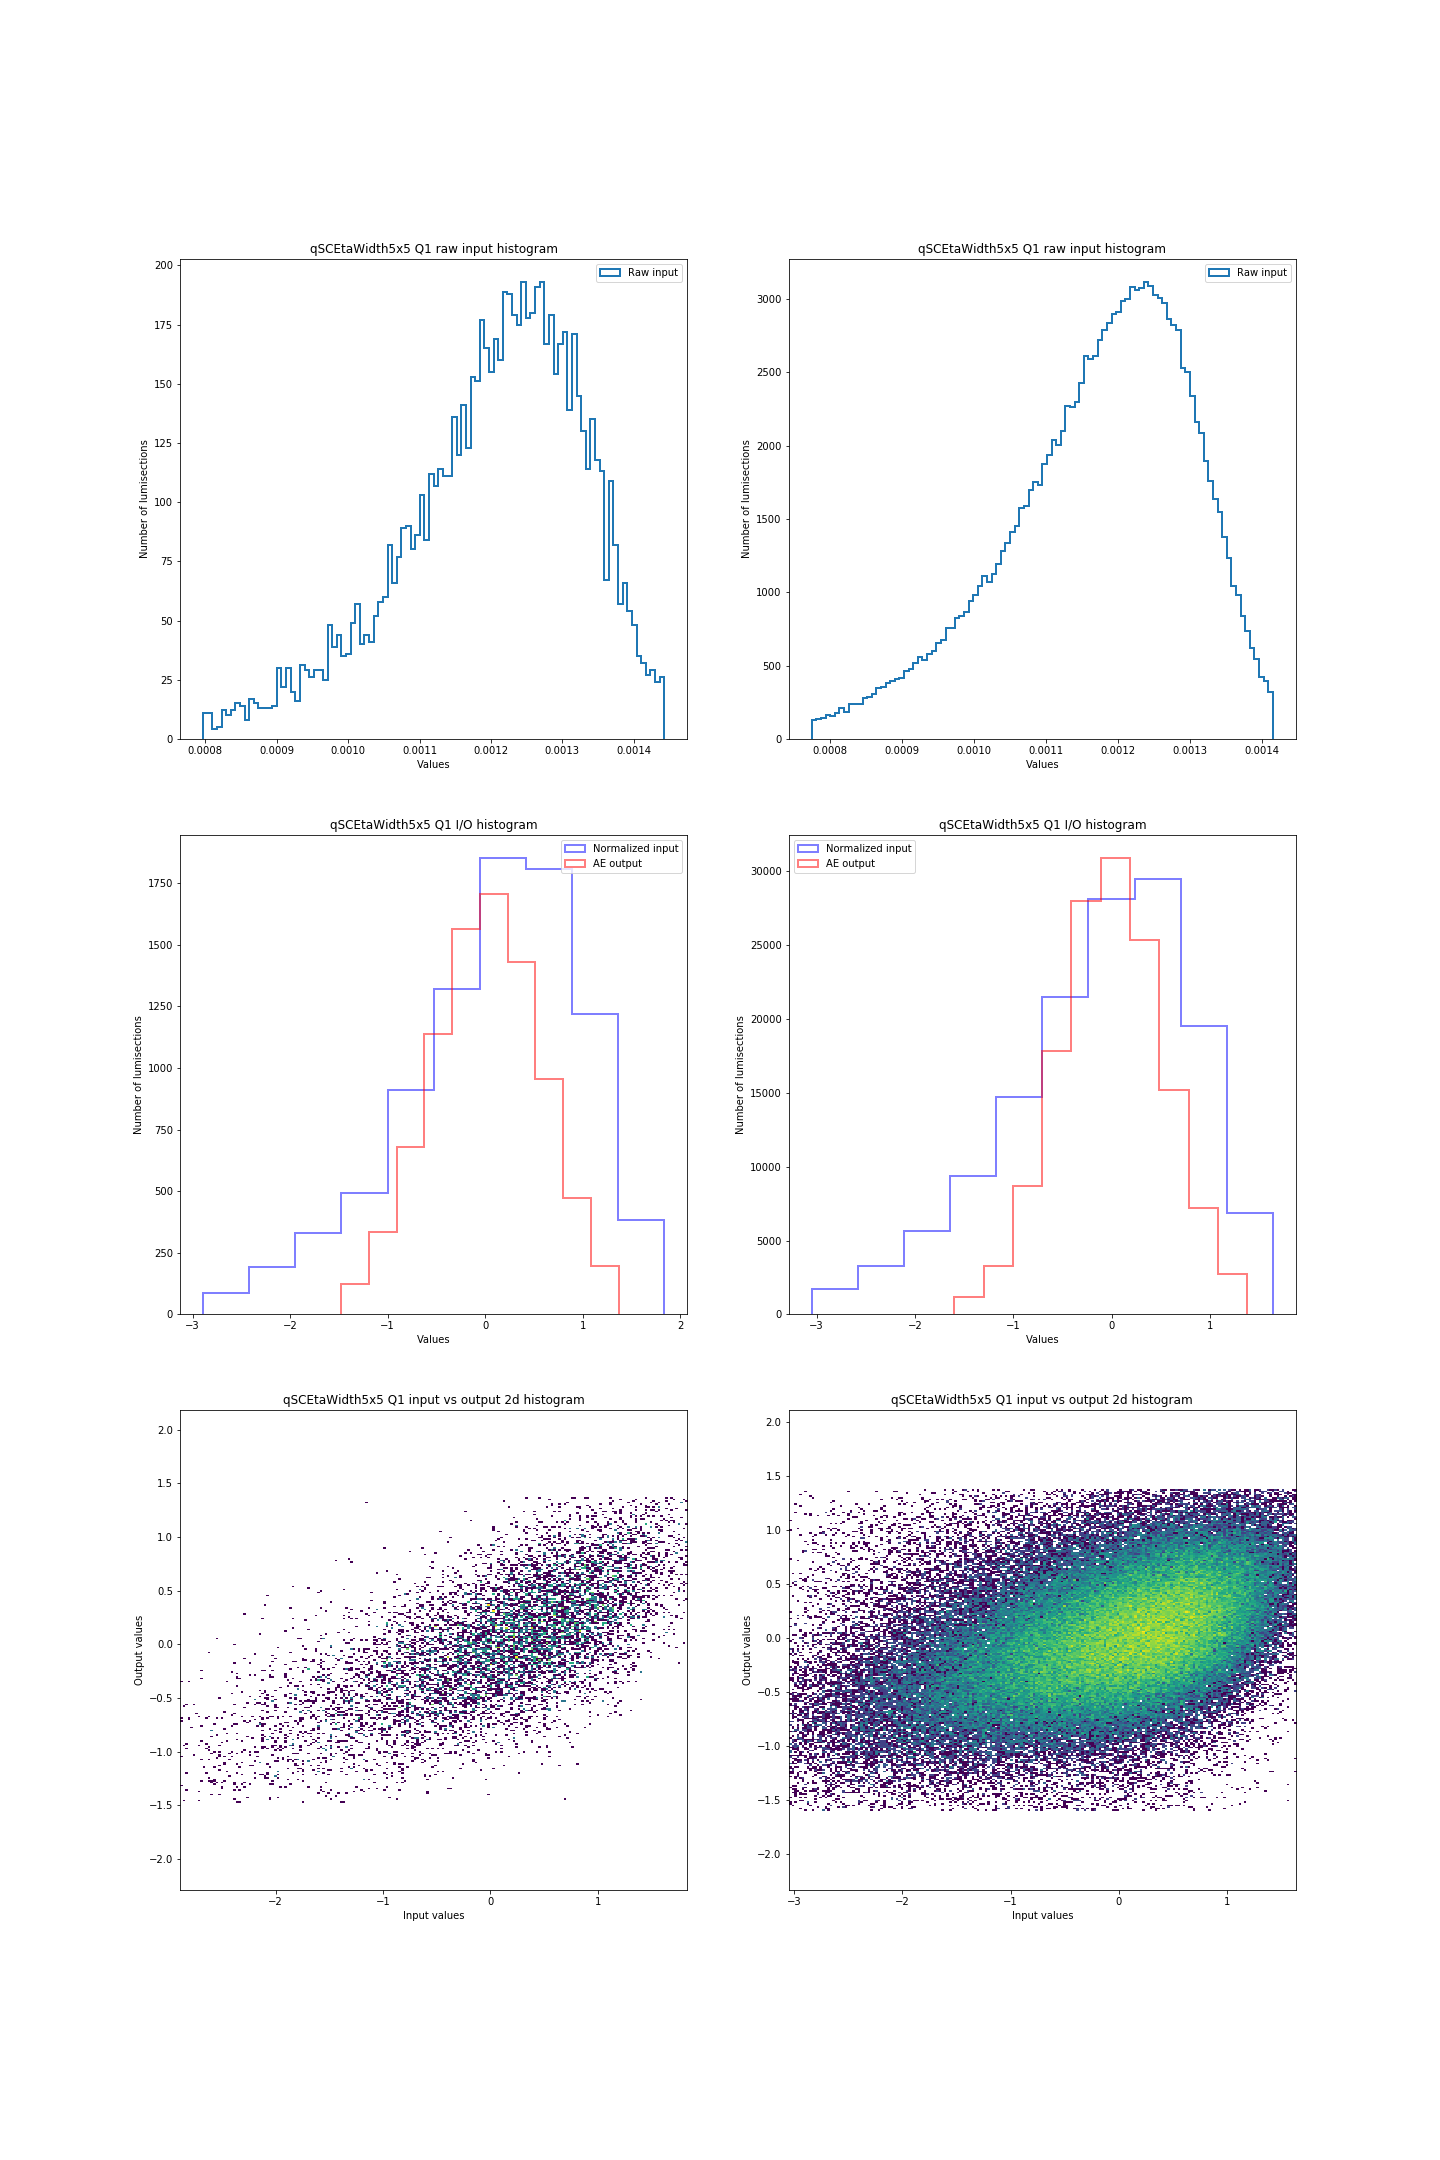 qSCEtaWidth5x5 Q1 raw input histogram
Raw input
200
175
150
125
100
75
50
25
0
Number of lumisections
0.0008 0.0009 0.0010 0.0011 0.0012 0.0013 0.0014
Values
qSCEtaWidth5x5 Q1 raw input histogram
Raw input
3000
2500
2000
1500
1000
500
0
Number of lumisections
0.0008 0.0009 0.0010 0.0011 0.0012 0.0013 0.0014
Values
qSCEtaWidth5x5 Q1 I/O histogram
Normalized input
AE output
1750
1500
1250
1000
750
500
250
0
Number of lumisections
−3 −2 −1 0 1 2
Values
qSCEtaWidth5x5 Q1 I/O histogram
Normalized input
AE output
30000
25000
20000
15000
10000
5000
0
Number of lumisections
−3 −2 −1 0 1
Values
qSCEtaWidth5x5 Q1 input vs output 2d histogram
2.0
1.5
1.0
0.5
0.0
−0.5
−1.0
−1.5
−2.0
Output values
−2 −1 0 1
Input values
qSCEtaWidth5x5 Q1 input vs output 2d histogram
2.0
1.5
1.0
0.5
0.0
−0.5
−1.0
−1.5
−2.0
Output values
−3 −2 −1 0 1
Input values